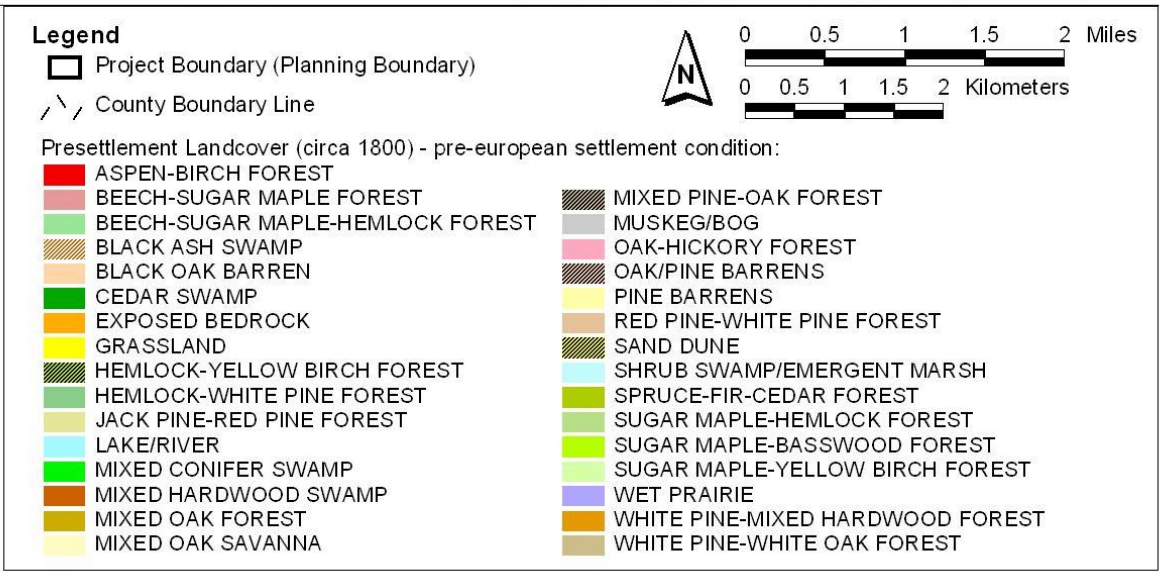 Legend
Project Boundary (Planning Boundary)
County Boundary Line
N
0 0.5 1 1.5 2 Miles
0 0.5 1 1.5 2 Kilometers
Presettlement Landcover (circa 1800) - pre-european settlement condition:
ASPEN-BIRCH FOREST
BEECH-SUGAR MAPLE FOREST
BEECH-SUGAR MAPLE-HEMLOCK FOREST
BLACK ASH SWAMP
BLACK OAK BARREN
CEDAR SWAMP
EXPOSED BEDROCK
GRASSLAND
HEMLOCK-YELLOW BIRCH FOREST
HEMLOCK-WHITE PINE FOREST
JACK PINE-RED PINE FOREST
LAKE/RIVER
MIXED CONIFER SWAMP
MIXED HARDWOOD SWAMP
MIXED OAK FOREST
MIXED OAK SAVANNA
MIXED PINE-OAK FOREST
MUSKEG/BOG
OAK-HICKORY FOREST
OAK/PINE BARRENS
PINE BARRENS
RED PINE-WHITE PINE FOREST
SAND DUNE
SHRUB SWAMP/EMERGENT MARSH
SPRUCE-FIR-CEDAR FOREST
SUGAR MAPLE-HEMLOCK FOREST
SUGAR MAPLE-BASSWOOD FOREST
SUGAR MAPLE-YELLOW BIRCH FOREST
WET PRAIRIE
WHITE PINE-MIXED HARDWOOD FOREST
WHITE PINE-WHITE OAK FOREST